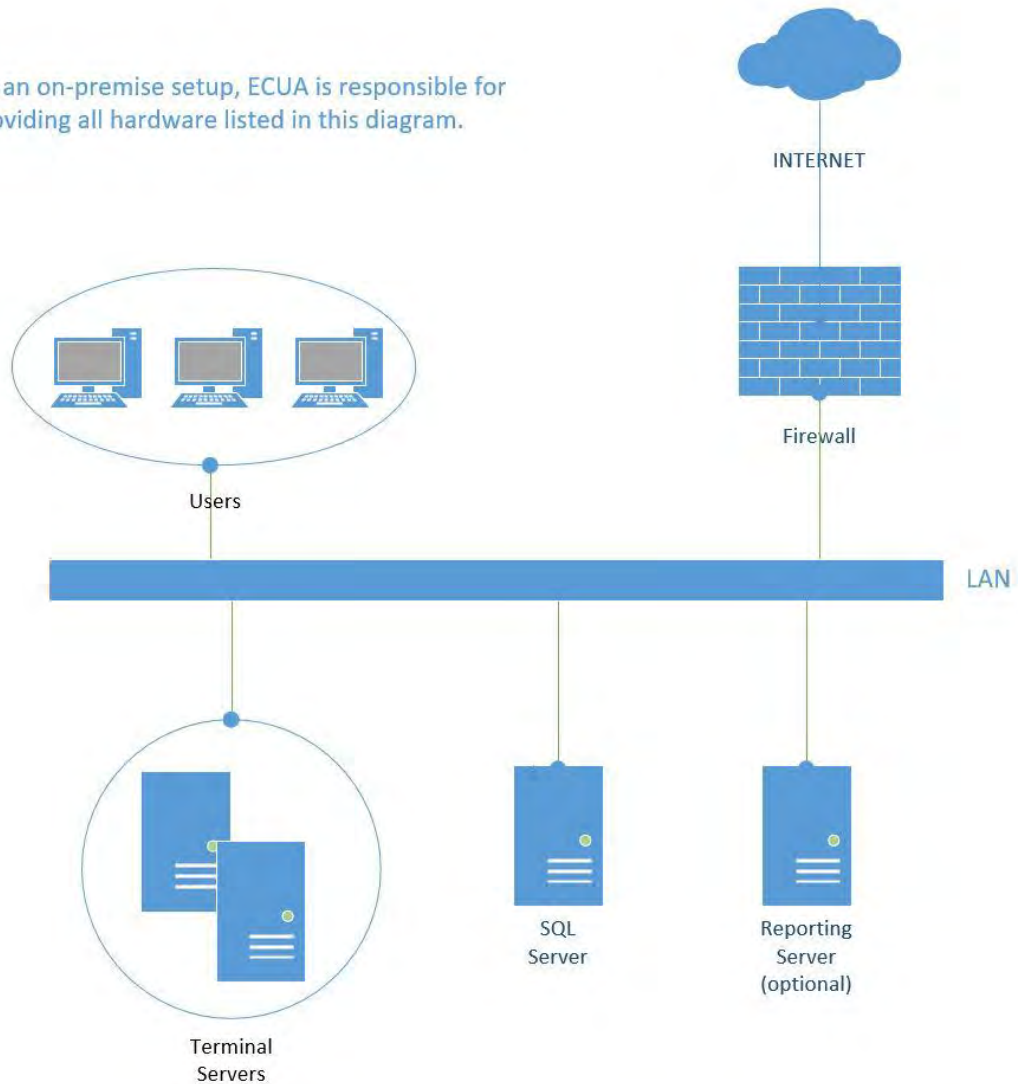 an on-premise setup, ECUA is responsible for
oviding all hardware listed in this diagram.
INTERNET
Firewall
Users
LAN
SQL
Server
Reporting
Server
(optional)
Terminal
Servers